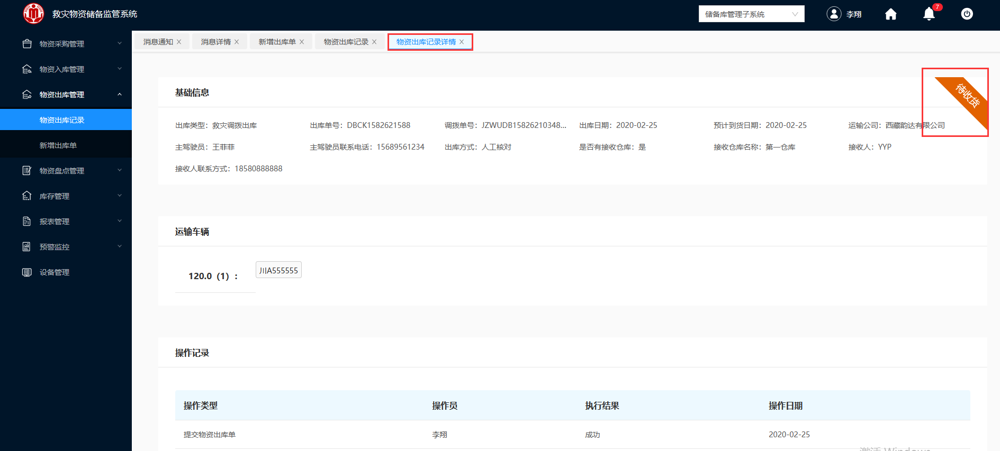 救灾物资储备监管系统
储备库管理子系统
李翔
7
物资采购管理
物资入库管理
物资出库管理
物资出库记录
新增出库单
物资盘点管理
库存管理
报表管理
预警监控
设备管理
消息通知 X 消息详情 X 新增出库单 X 物资出库记录 X 物资出库记录详情 X
待收货
基础信息
出库类型：救灾调拨出库 出库单号：DBCK1582621588 调拨单号：JZWUDB15826210348... 出库日期：2020-02-25 预计到货日期：2020-02-25 运输公司：西藏韵达有限公司
主驾驶员：王菲菲 主驾驶员联系电话：15689561234 出库方式：人工核对 是否有接收仓库：是 接收仓库名称：第一仓库 接收人：YYP
接收人联系方式：18580888888
运输车辆
120.0（1）： 川A555555
操作记录
操作类型 操作员 执行结果 操作日期
提交物资出库单 李翔 成功 2020-02-25
激活 Windows